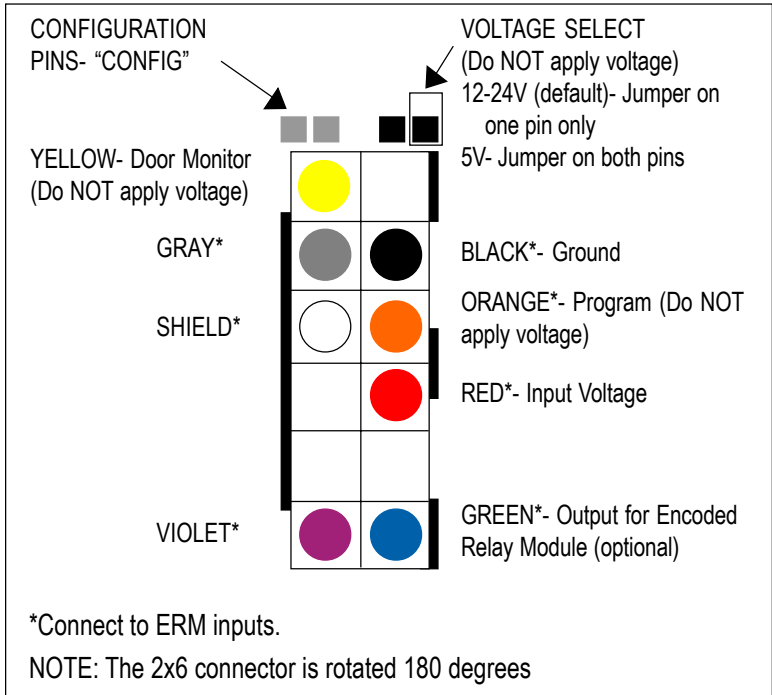 CONFIGURATION
PINS- “CONFIG”
VOLTAGE SELECT
(Do NOT apply voltage)
12-24V (default)- Jumper on
one pin only
5V- Jumper on both pins
YELLOW- Door Monitor
(Do NOT apply voltage)
GRAY*
BLACK*- Ground
SHIELD*
ORANGE*- Program (Do NOT
apply voltage)
RED*- Input Voltage
VIOLET*
GREEN*- Output for Encoded
Relay Module (optional)
*Connect to ERM inputs.
NOTE: The 2x6 connector is rotated 180 degrees